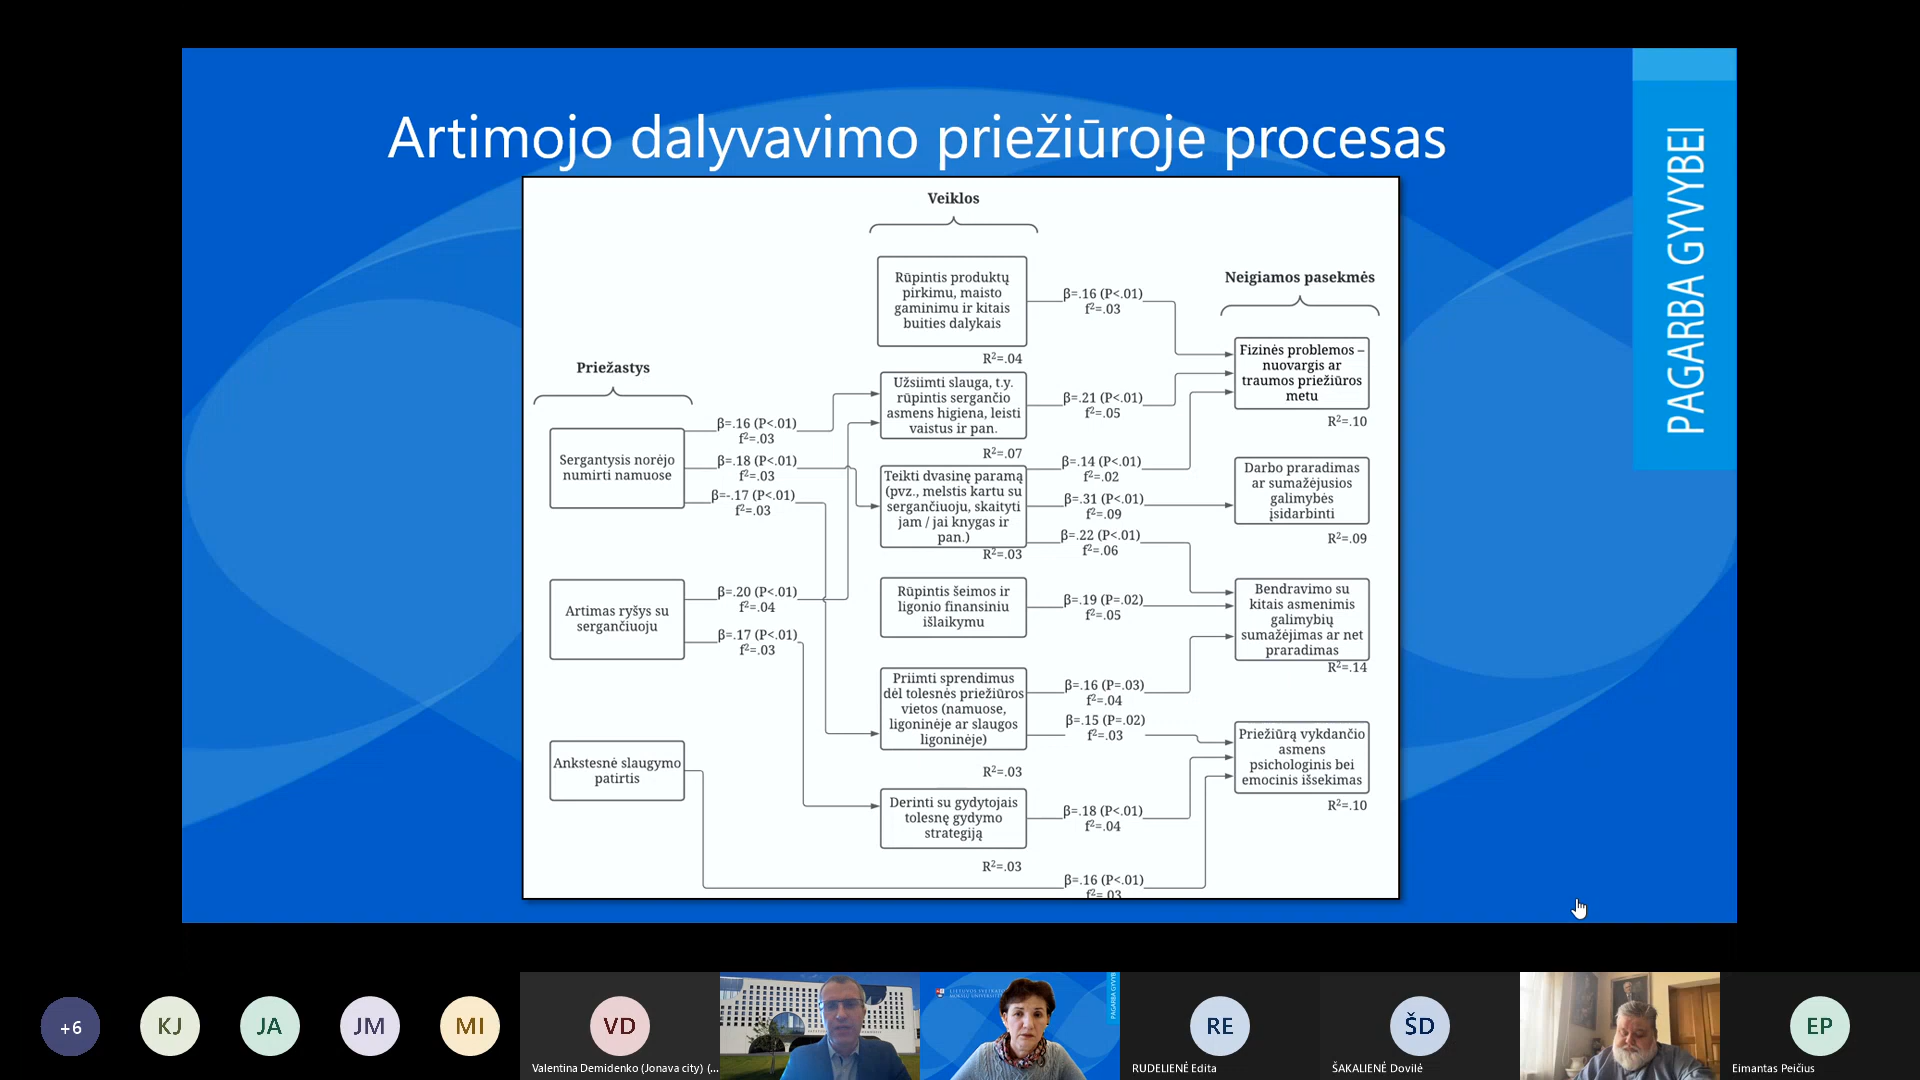 Artimojo dalyvavimo priežiūroje procesas
PAGARBA GYVYBEI
Veiklos
Neigiamos pasekmės
Priežastys
Sergantysis norėjo
numirti namuose
Artimas ryšys su
sergančiuoju
Ankstesnė slaugymo
patirtis
β=.16 (P<.01)
f²=.03
β=.18 (P<.01)
f²=.03
β=-.17 (P<.01)
f²=.03
β=.20 (P<.01)
f²=.04
β=.17 (P<.01)
f²=.03
Rūpintis produktų
pirkimu, maisto
gaminimu ir kitais
buities dalykais
R²=.04
Užsiimti slauga, t.y.
rūpintis sergančio
asmens higiena, leisti
vaistus ir pan.
R²=.07
Teikti dvasinę paramą
(pvz., melstis kartu su
sergančiuoju, skaityti
jam / jai knygas ir
pan.)
R²=.03
Rūpintis šeimos ir
ligonio finansiniu
išlaikymu
Priimti sprendimus
dėl tolesnės priežiūros
vietos (namuose,
ligoninėje ar slaugos
ligoninėje)
R²=.03
Derinti su gydytojais
tolesnę gydymo
strategiją
R²=.03
β=.16 (P<.01)
f²=.03
β=.21 (P<.01)
f²=.05
β=.14 (P<.01)
f²=.02
β=.31 (P<.01)
f²=.09
β=.22 (P<.01)
f²=.06
β=.19 (P=.02)
f²=.05
β=.16 (P=.03)
f²=.04
β=.15 (P=.02)
f²=.03
β=.18 (P<.01)
f²=.04
β=.16 (P<.01)
f²=.03
Fizinės problemos –
nuovargis ar
traumos priežiūros
metu
R²=.10
Darbo praradimas
ar sumažėjusios
galimybės
įsidarbinti
R²=.09
Bendravimo su
kitais asmenimis
galimybių
sumažėjimas ar net
praradimas
R²=.14
Priežiūrą vykdančio
asmens
psichologinis bei
emocinis išsekimas
R²=.10
+6
KJ
JA
JM
MI
VD
Valentina Demidenko (Jonava city) (...
RE
RUDELIENĖ Edita
ŠD
ŠAKALIENĖ Dovilė
EP
Eimantas Peičius